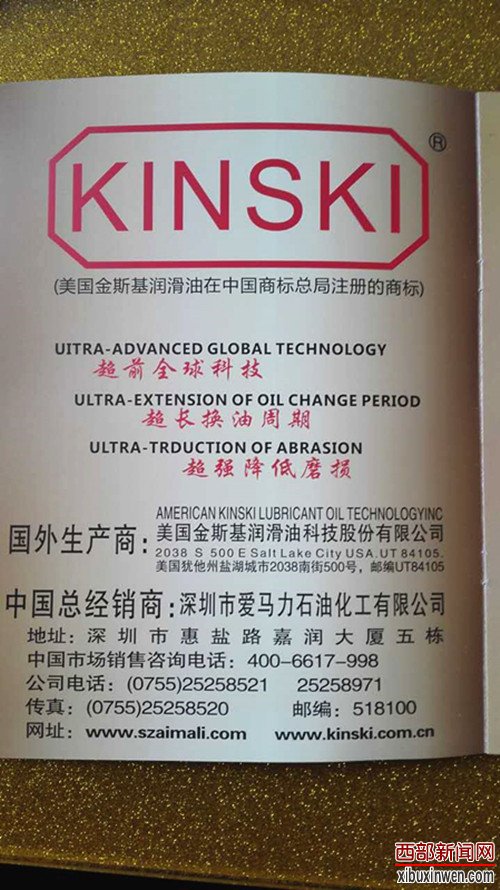 KINSKI®
(美国金斯基润滑油在中国商标总局注册的商标)
UITRA-ADVANCED GLOBAL TECHNOLOGY
超前全球科技
ULTRA-EXTENSION OF OIL CHANGE PERIOD
超长换油周期
ULTRA-TRDUCTION OF ABRASION
超强降低磨损
AMERICAN KINSKI LUBRICANT OIL TECHNOLOGYINC
国外生产商:美国金斯基润滑油科技股份有限公司
2038 S 500 E Salt Lake City USA. UT 84105.
美国犹他州盐湖城市2038南街500号，邮编UT84105
中国总经销商:深圳市爱马力石油化工有限公司
地址: 深圳市惠盐路嘉润大厦五栋
中国市场销售咨询电话: 400-6617-998
公司电话: (0755)25258521 25258971
传真: (0755)25258520 邮编: 518100
网址: www.szaimali.com www.kinski.com.cn
西部新闻网
xibuxinwen.com